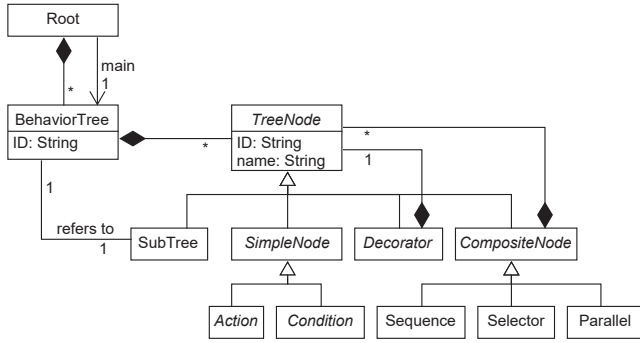 Root
main
*
1
BehaviorTree
ID: String
*
TreeNode
ID: String
name: String
*
1
1
refers to
1
SubTree
SimpleNode
Decorator
CompositeNode
Action
Condition
Sequence
Selector
Parallel